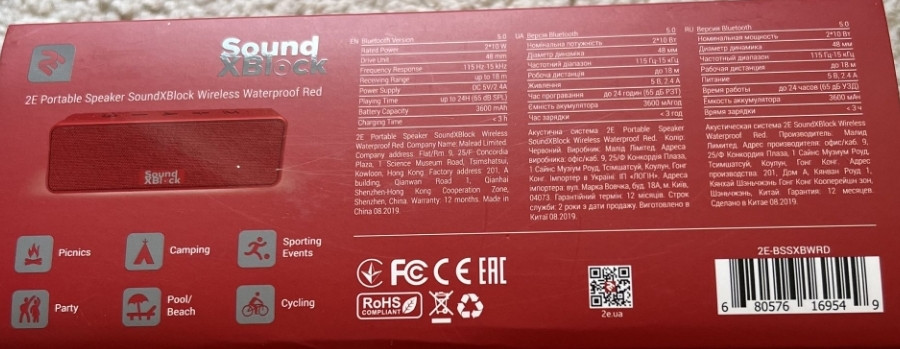 Sound
XBlock
2E Portable Speaker SoundXBlock Wireless Waterproof Red
Sound
XBlock
Picnics
Camping
Sporting
Events
Party
Pool/
Beach
Cycling
EN Bluetooth Version 5.0
Rated Power 2*10 W
Drive Unit 48 mm
Frequency Response 115 Hz-15 kHz
Receiving Range up to 18 m
Power Supply DC 5V/2.4A
Playing Time up to 24H (65 dB SPL)
Battery Capacity 3600 mAh
Charging Time < 3 h
2E Portable Speaker SoundXBlock Wireless
Waterproof Red. Company Name: Malead Limited.
Company address: Flat/Rm 9, 25/F Concordia
Plaza, 1 Science Museum Road, Tsimshatsui,
Kowloon, Hong Kong. Factory address: 201, A
building, Qianwan Road 1, Qianhai
Shenzhen-Hong Kong Cooperation Zone,
Shenzhen, China. Warranty: 12 months. Made in
China 08.2019.
UA Версія Bluetooth 5.0
Номінальна потужність 2*10 Вт
Діаметр динаміка 48 мм
Частотний діапазон 115 Гц-15 кГц
Робоча дистанція до 18 м
Живлення 5 В, 2.4 А
Час програвання до 24 годин (65 дБ РЗТ)
Ємність акумулятора 3600 мАгод
Час зарядки < 3 год
Акустична система 2E Portable Speaker
SoundXBlock Wireless Waterproof Red. Колір:
Червоний. Виробник: Малід Лімітед. Адреса
виробника: офіс/каб. 9, 25/Ф Конкордія Плаза,
1 Сайнс Музиум Роуд, Тсімшатсуі, Коулун, Гонг
Конг. Імпортер в Україні: ІП «ЛОГІН». Адреса
імпортера: вул. Марка Вовчка, буд. 18А, м. Київ,
04073. Гарантійний термін: 12 місяців. Строк
служби: 2 роки з дати продажу. Виготовлено в
Китаї 08.2019.
RU Версия Bluetooth 5.0
Номинальная мощность 2*10 Вт
Диаметр динамика 48 мм
Частотный диапазон 115 Гц-15 кГц
Рабочая дистанция до 18 м
Питание 5 В, 2.4 А
Время работы до 24 часов (65 дБ УЗД)
Емкость аккумулятора 3600 мАч
Время зарядки < 3 ч
Акустическая система 2E SoundXBlock Wireless
Waterproof Red. Производитель: Малид
Лимитед. Адрес производителя: офис/каб. 9,
25/Ф Конкордия Плаза, 1 Сайнс Музиум Роуд,
Тсимшатсуи, Коулун, Гонг Конг. Адрес
производства: 201, Дом А, Кянван Роуд 1,
Кянхай Шэньчжэнь Гонг Конг Кооперейшн зон,
Шэньчжэнь, Китай. Гарантия: 12 месяцев.
Сделано в Китае 08.2019.
FC CE EAC
RoHS
COMPLIANT
2e.ua
2E-BSSXBWRD
6 80576 16954 9